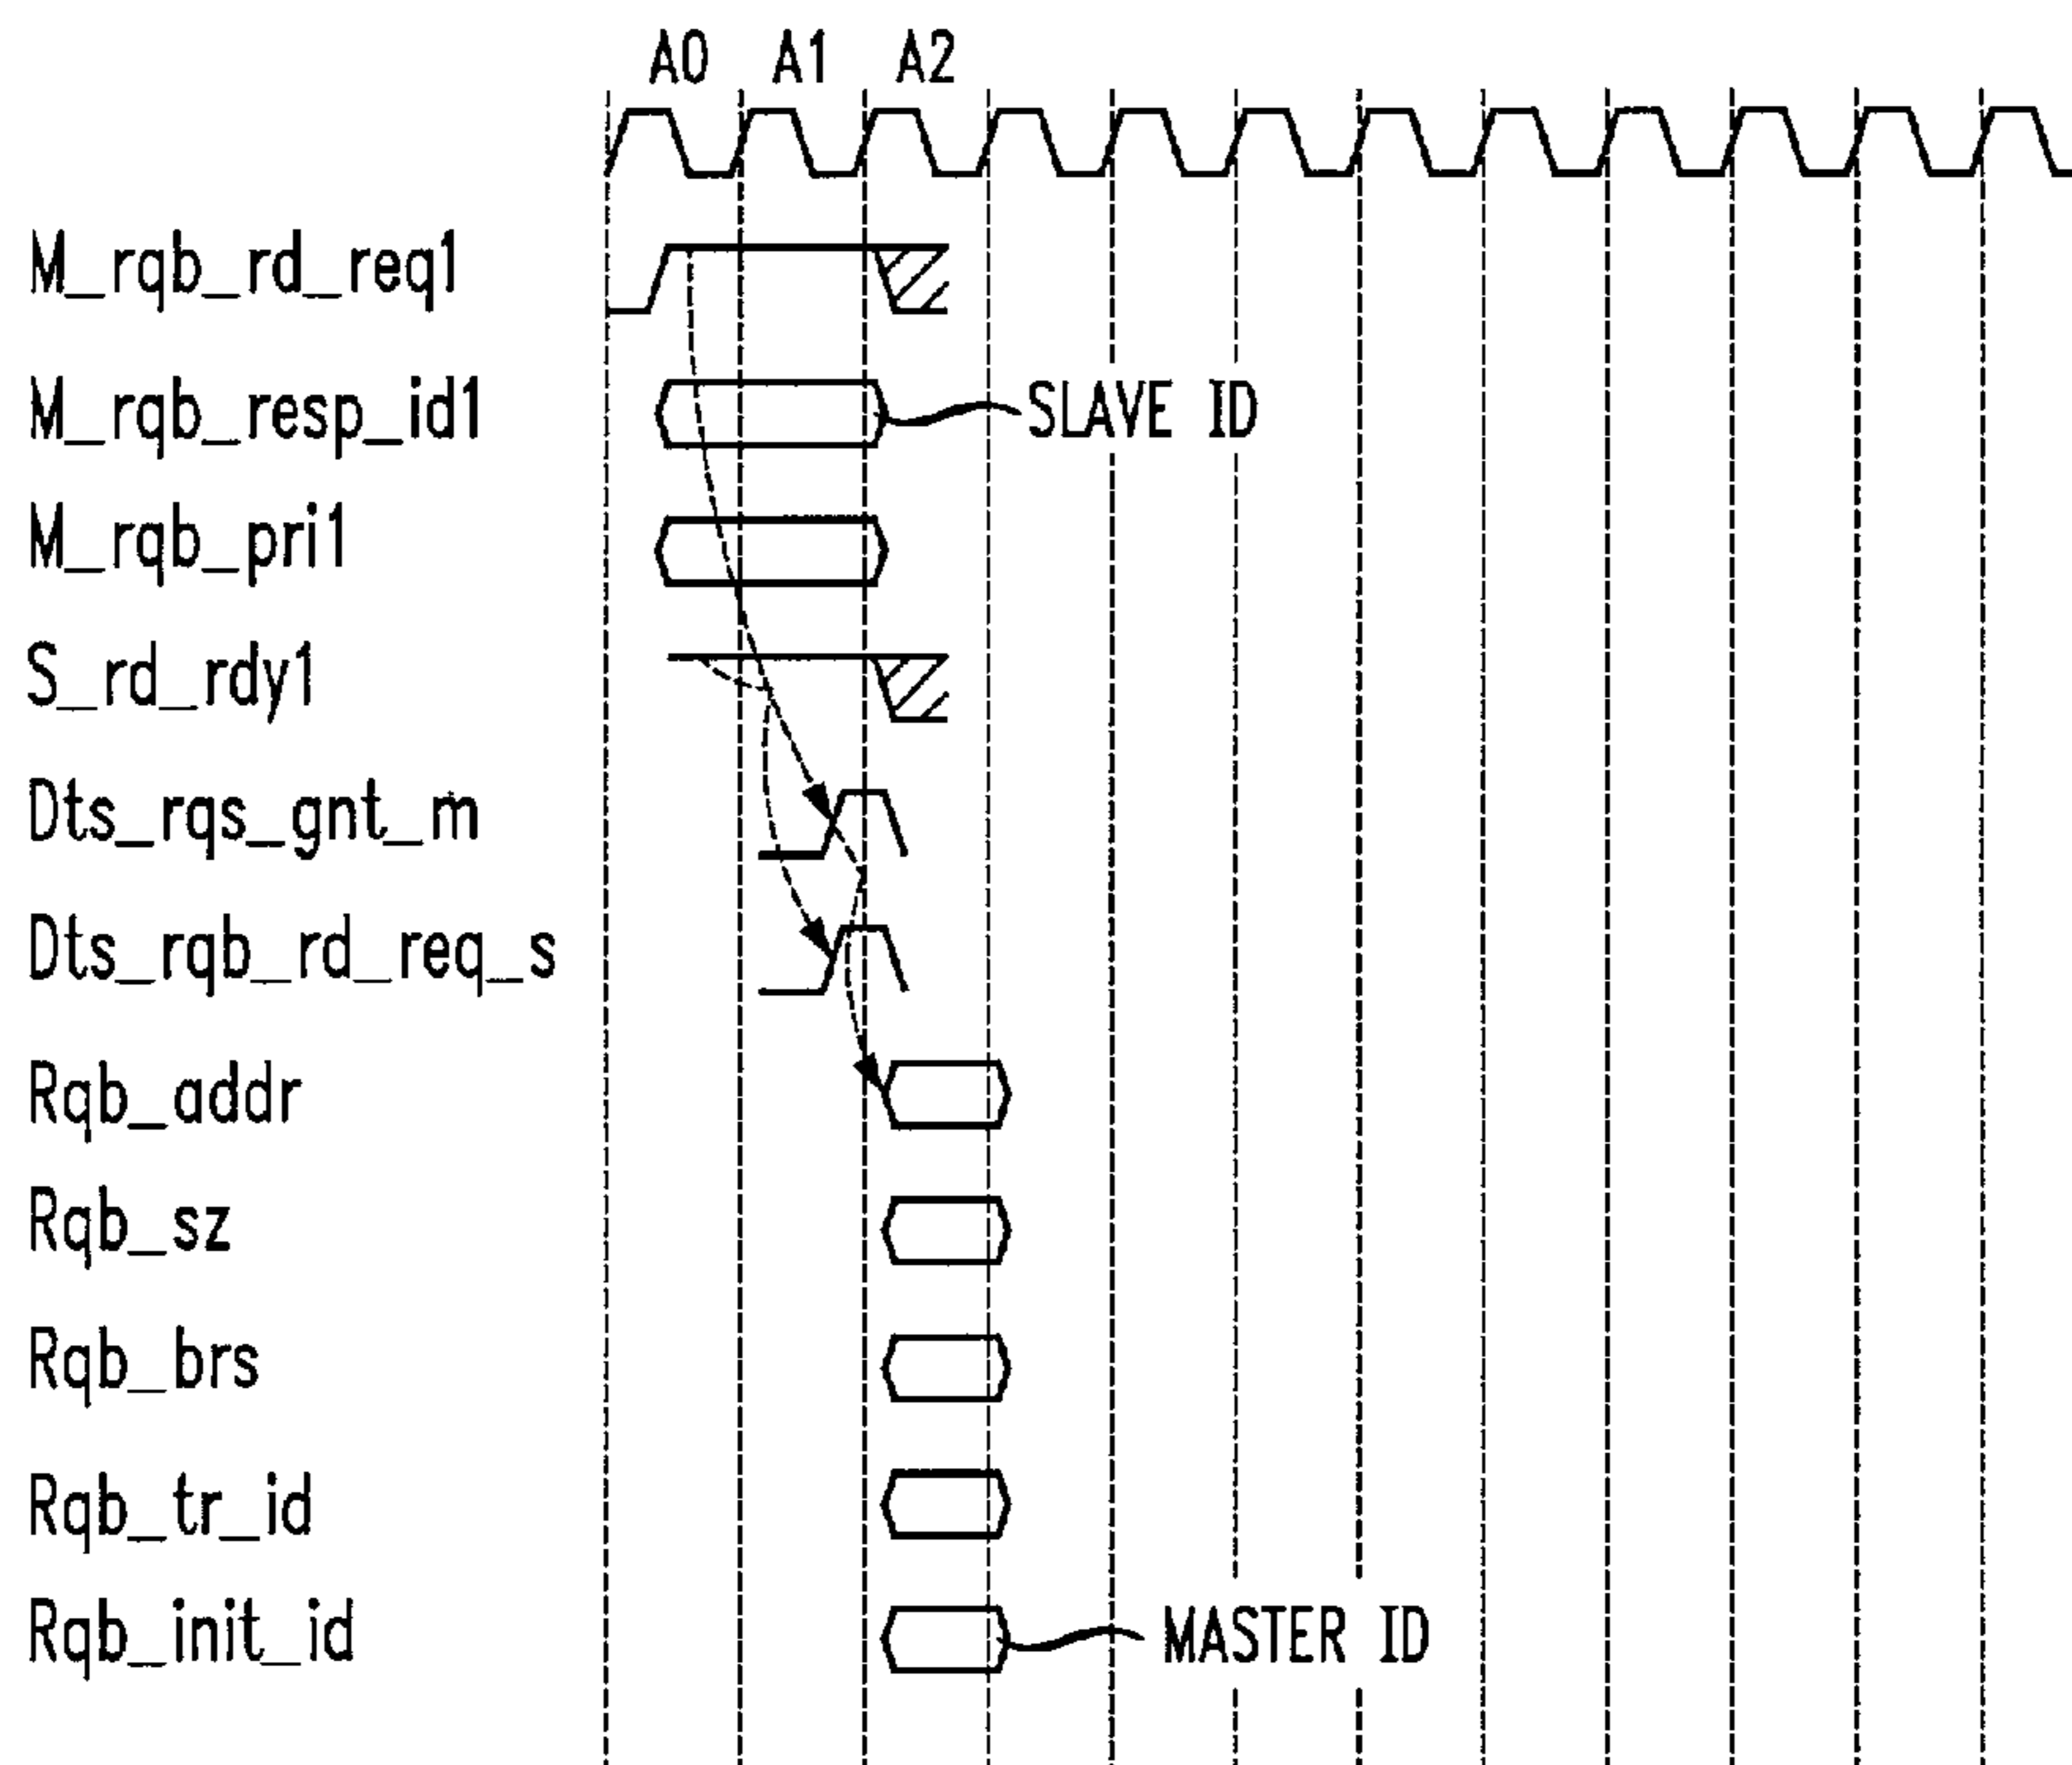 A0 A1 A2
M_rqb_rd_req1
M_rqb_resp_id1
SLAVE ID
M_rqb_pri1
S_rd_rdy1
Dts_rqs_gnt_m
Dts_rqb_rd_req_s
Rqb_addr
Rqb_sz
Rqb_brs
Rqb_tr_id
Rqb_init_id
MASTER ID